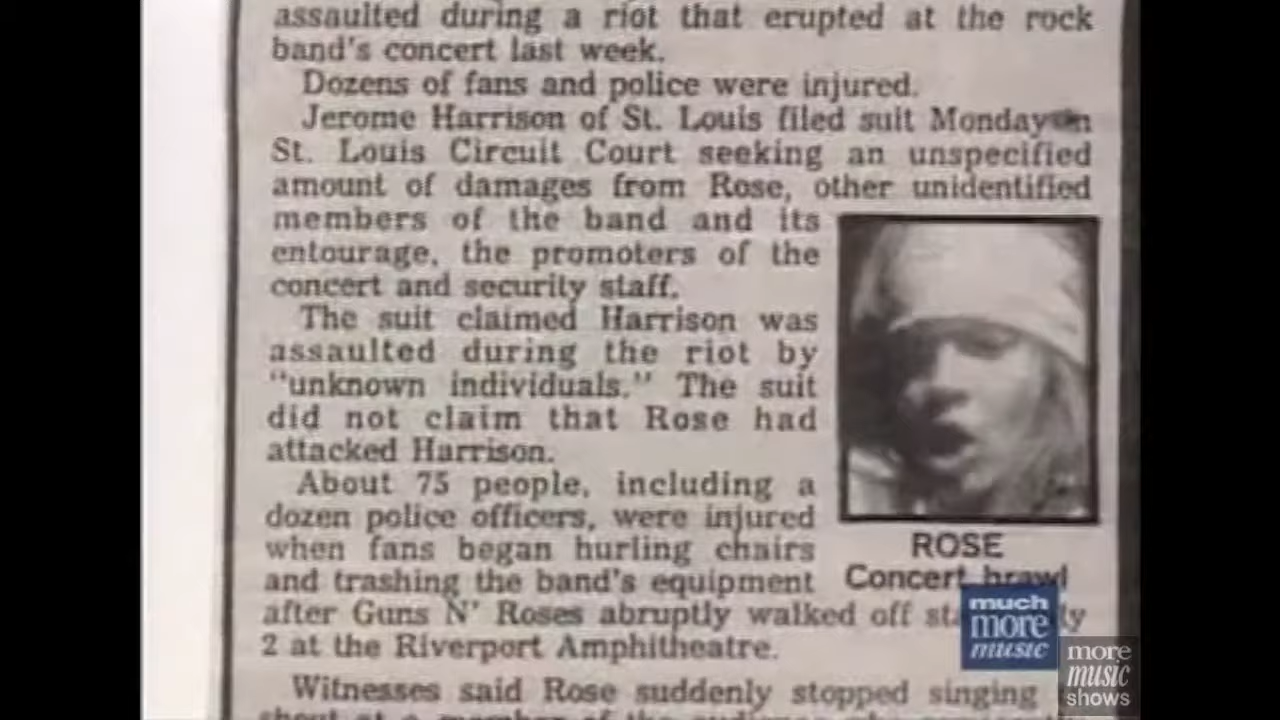 assaulted during a riot that erupted at the rock
band's concert last week.
Dozens of fans and police were injured.
Jerome Harrison of St. Louis filed suit Monday in
St. Louis Circuit Court seeking an unspecified
amount of damages from Rose, other unidentified
members of the band and its
entourage, the promoters of the
concert and security staff.
The suit claimed Harrison was
assaulted during the riot by
"unknown individuals." The suit
did not claim that Rose had
attacked Harrison.
About 75 people, including a
dozen police officers, were injured
when fans began hurling chairs
and trashing the band's equipment
after Guns N' Roses abruptly walked off
2 at the Riverport Amphitheatre.
Witnesses said Rose suddenly stopped singing
ROSE
Concert brawl
much
more
music
more
music
shows